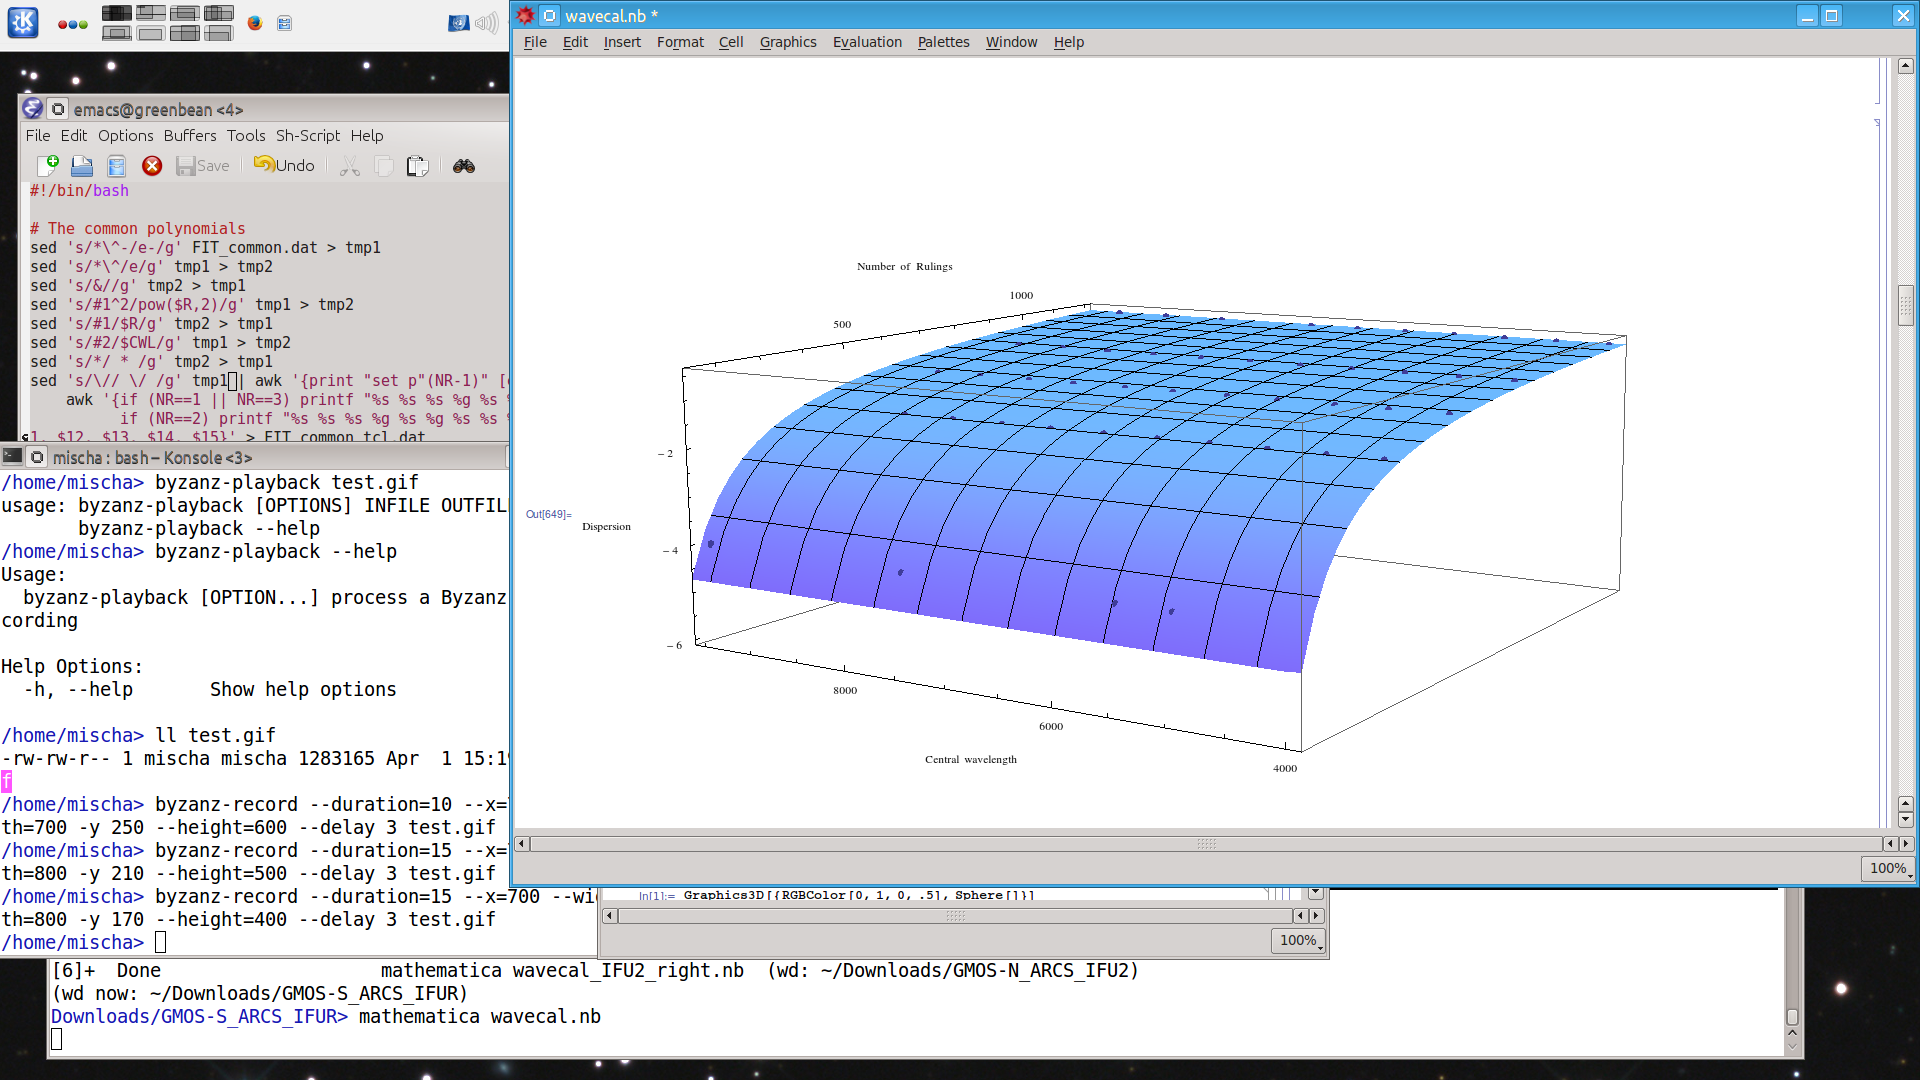 wavecal.nb *
File Edit Insert Format Cell Graphics Evaluation Palettes Window Help
Number of Rulings
1000
500
-2
Out[649]=
Dispersion
-4
-6
8000
6000
Central wavelength
4000
100%
emacs@greenbean <4>
File Edit Options Buffers Tools Sh-Script Help
Save Undo
#!/bin/bash
# The common polynomials
sed 's/*\^-/e-/g' FIT_common.dat > tmp1
sed 's/*\^/e/g' tmp1 > tmp2
sed 's/&//g' tmp2 > tmp1
sed 's/#1^2/pow($R,2)/g' tmp1 > tmp2
sed 's/#1/$R/g' tmp2 > tmp1
sed 's/#2/$CWL/g' tmp1 > tmp2
sed 's/*/ * /g' tmp2 > tmp1
sed 's/\// \/ /g' tmp1 | awk '{print "set p"(NR-1)" [
awk '{if (NR==1 || NR==3) printf "%s %s %s %g %s
if (NR==2) printf "%s %s %s %g %s %g %s %s
1, $12, $13, $14, $15}' > FIT_common_tcl.dat
mischa : bash – Konsole <3>
/home/mischa> byzanz-playback test.gif
usage: byzanz-playback [OPTIONS] INFILE OUTFIL
byzanz-playback --help
/home/mischa> byzanz-playback --help
Usage:
byzanz-playback [OPTION...] process a Byzanz
cording
Help Options:
-h, --help Show help options
/home/mischa> ll test.gif
-rw-rw-r-- 1 mischa mischa 1283165 Apr 1 15:1
f
/home/mischa> byzanz-record --duration=10 --x=
th=700 -y 250 --height=600 --delay 3 test.gif
/home/mischa> byzanz-record --duration=15 --x=
th=800 -y 210 --height=500 --delay 3 test.gif
/home/mischa> byzanz-record --duration=15 --x=700 --wi
th=800 -y 170 --height=400 --delay 3 test.gif
/home/mischa>
In[1]:= Graphics3D[{RGBColor[0, 1, 0, .5], Sphere[]}]
100%
[6]+ Done mathematica wavecal_IFU2_right.nb (wd: ~/Downloads/GMOS-N_ARCS_IFU2)
(wd now: ~/Downloads/GMOS-S_ARCS_IFUR)
Downloads/GMOS-S_ARCS_IFUR> mathematica wavecal.nb